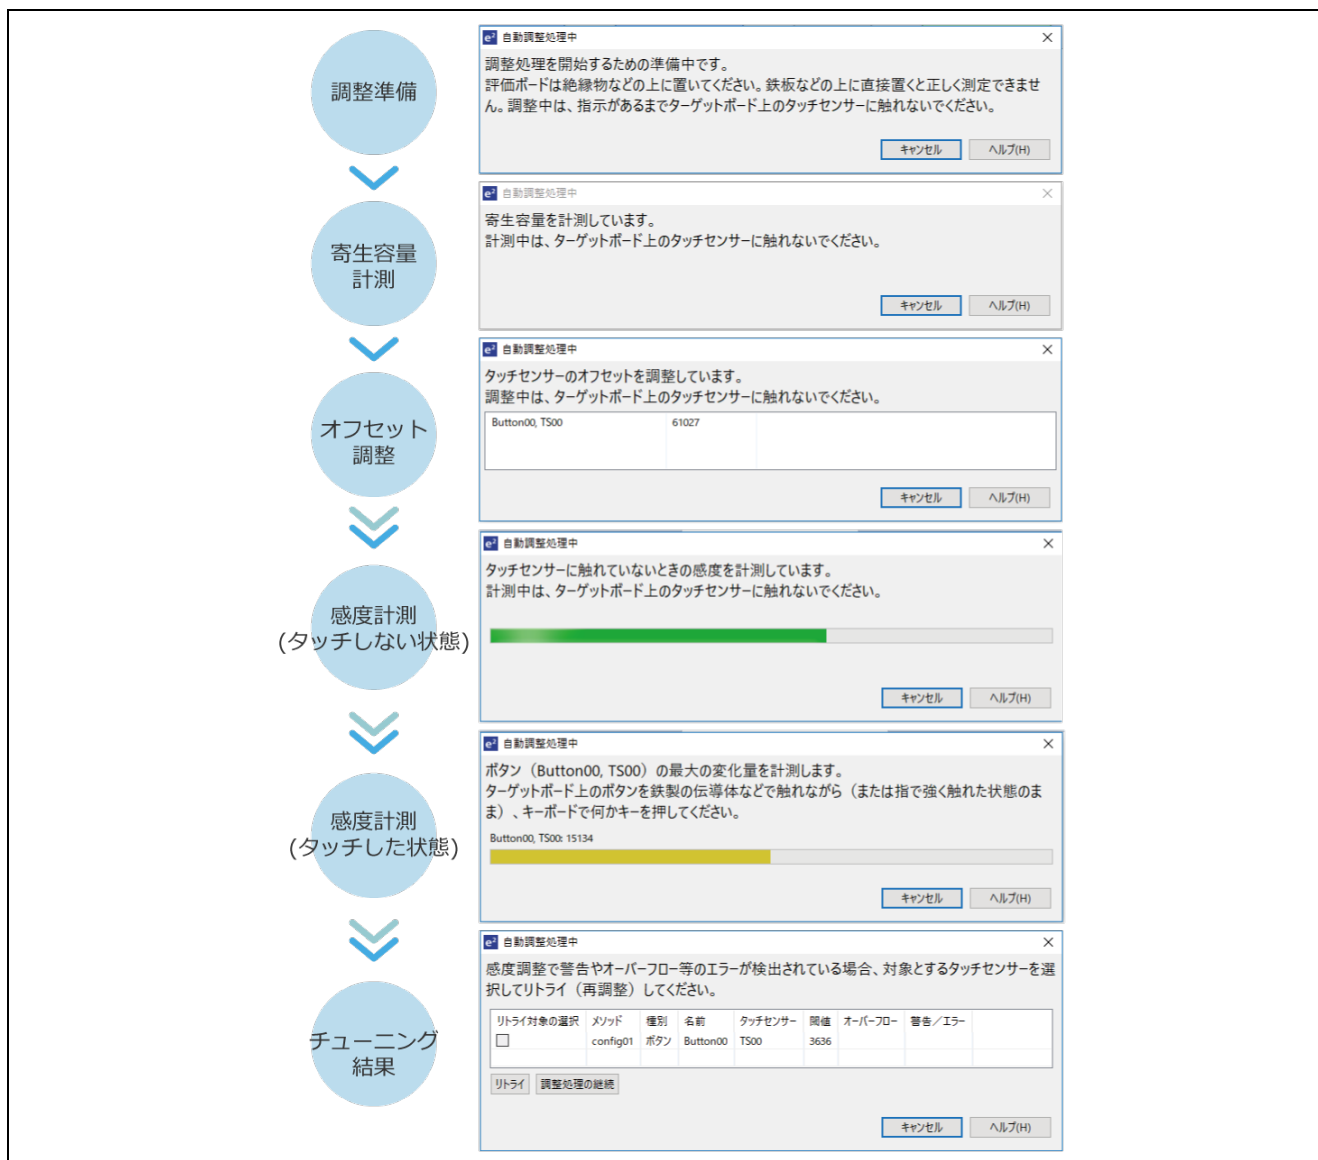 調整準備
e² 自動調整処理中
調整処理を開始するための準備中です。
評価ボードは絶縁物などの上に置いてください。鉄板などの上に直接置くと正しく測定できませ
ん。調整中は、指示があるまでターゲットボード上のタッチセンサーに触れないでください。
キャンセル ヘルプ(H)
寄生容量
計測
e² 自動調整処理中
寄生容量を計測しています。
計測中は、ターゲットボード上のタッチセンサーに触れないでください。
キャンセル ヘルプ(H)
オフセット
調整
e² 自動調整処理中
タッチセンサーのオフセットを調整しています。
調整中は、ターゲットボード上のタッチセンサーに触れないでください。
Button00, TS00 61027
キャンセル ヘルプ(H)
感度計測
(タッチしない状態)
e² 自動調整処理中
タッチセンサーに触れていないときの感度を計測しています。
計測中は、ターゲットボード上のタッチセンサーに触れないでください。
キャンセル ヘルプ(H)
感度計測
(タッチした状態)
e² 自動調整処理中
ボタン（Button00, TS00）の最大の変化量を計測します。
ターゲットボード上のボタンを鉄製の伝導体などで触れながら（または指で強く触れた状態のま
ま）、キーボードで何かキーを押してください。
Button00, TS00: 15134
キャンセル ヘルプ(H)
チューニング
結果
e² 自動調整処理中
感度調整で警告やオーバーフロー等のエラーが検出されている場合、対象とするタッチセンサーを選
択してリトライ（再調整）してください。
リトライ対象の選択 メソッド 種別 名前 タッチセンサー 閾値 オーバーフロー 警告／エラー
config01 ボタン Button00 TS00 3636
リトライ 調整処理の継続
キャンセル ヘルプ(H)